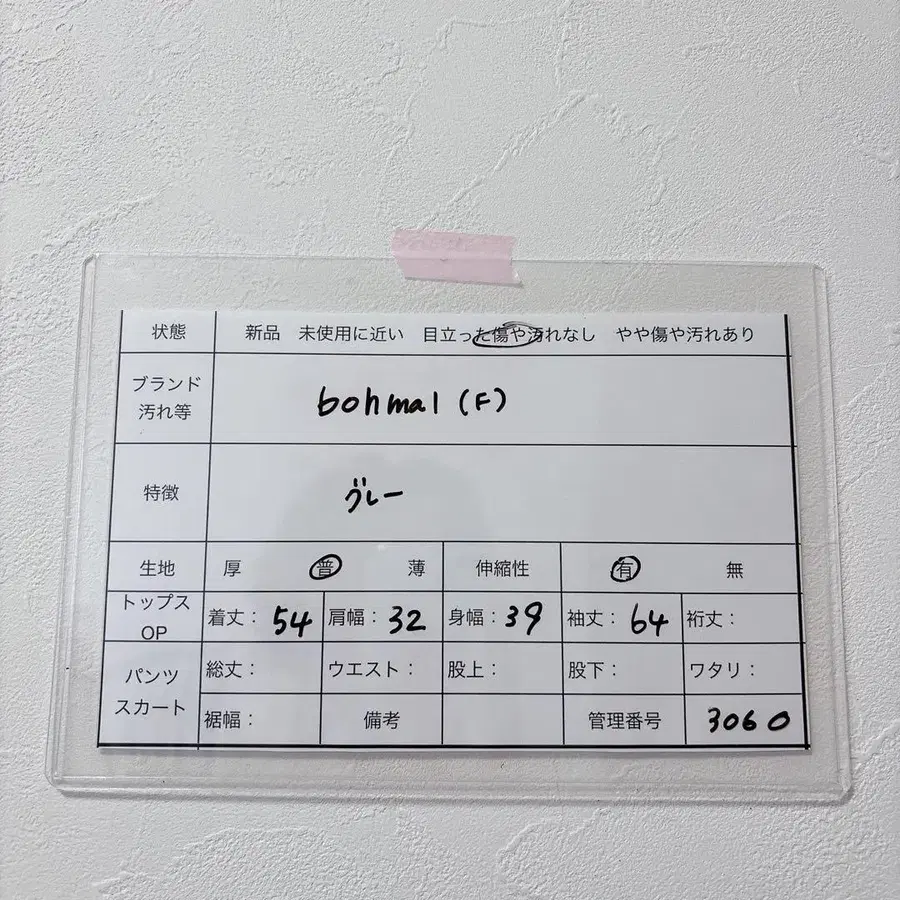 状態 新品 未使用に近い 目立った傷や汚れなし やや傷や汚れあり
ブランド
汚れ等
bohmal (F)
特徴 グレー
生地 厚 普 薄 伸縮性 有 無
トップス
OP
着丈： 54 肩幅： 32 身幅： 39 袖丈： 64 裄丈：
パンツ
スカート
総丈： ウエスト： 股上： 股下： ワタリ：
裾幅： 備考 管理番号 3060